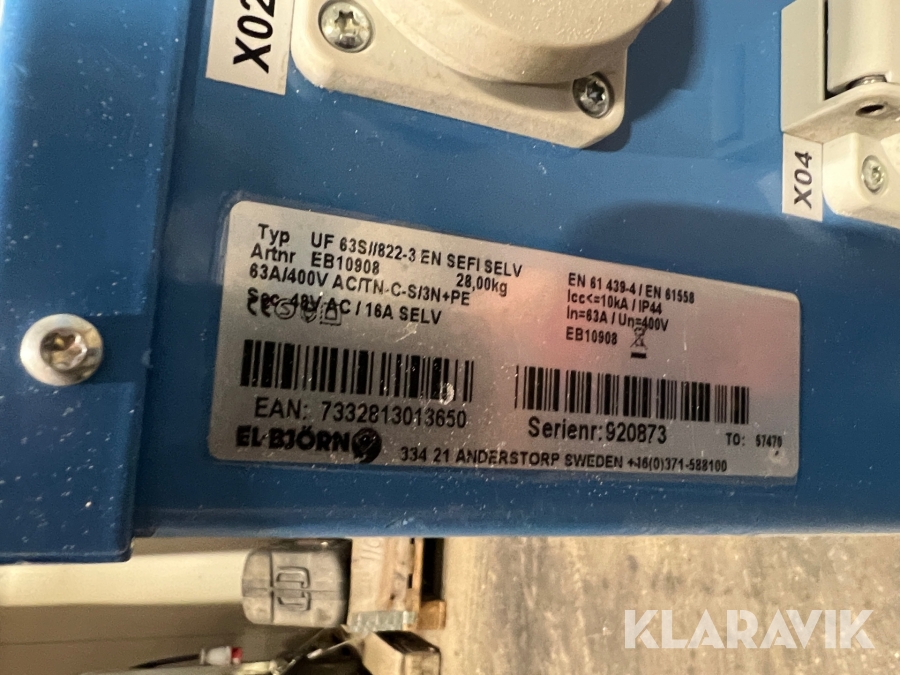 X02
X04
Typ UF 63S//822-3 EN SEFI SELV
Artnr EB10908 28,00kg
63A/400V AC/TN-C-S/3N+PE
Sec 48V AC / 16A SELV
CE S
EN 61 439-4 / EN 61558
Icc<=10kA / IP44
In=63A / Un=400V
EB10908
EAN: 7332813013650
Serienr: 920873
TO: 57470
EL-BJÖRN
334 21 ANDERSTORP SWEDEN +46(0)371-588100
KLARAVIK